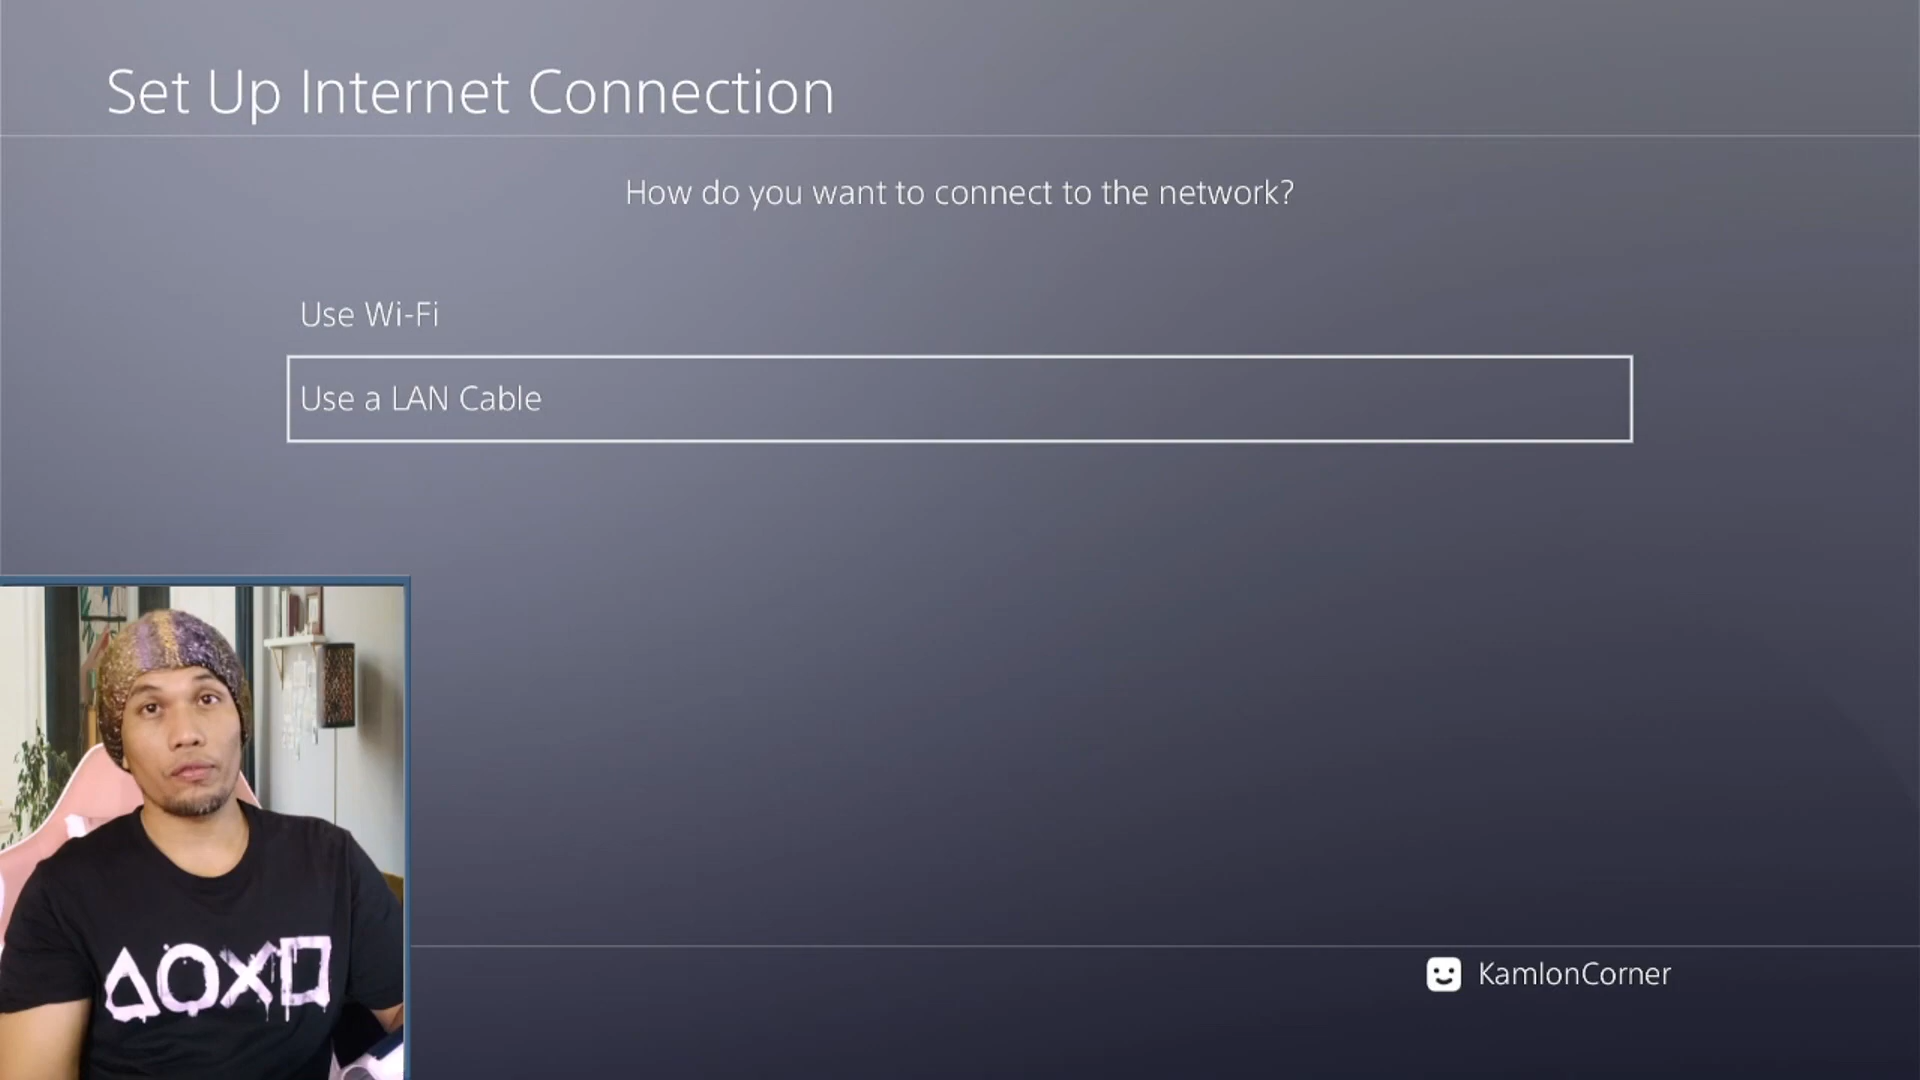 Set Up Internet Connection
How do you want to connect to the network?
Use Wi-Fi
Use a LAN Cable
KamlonCorner